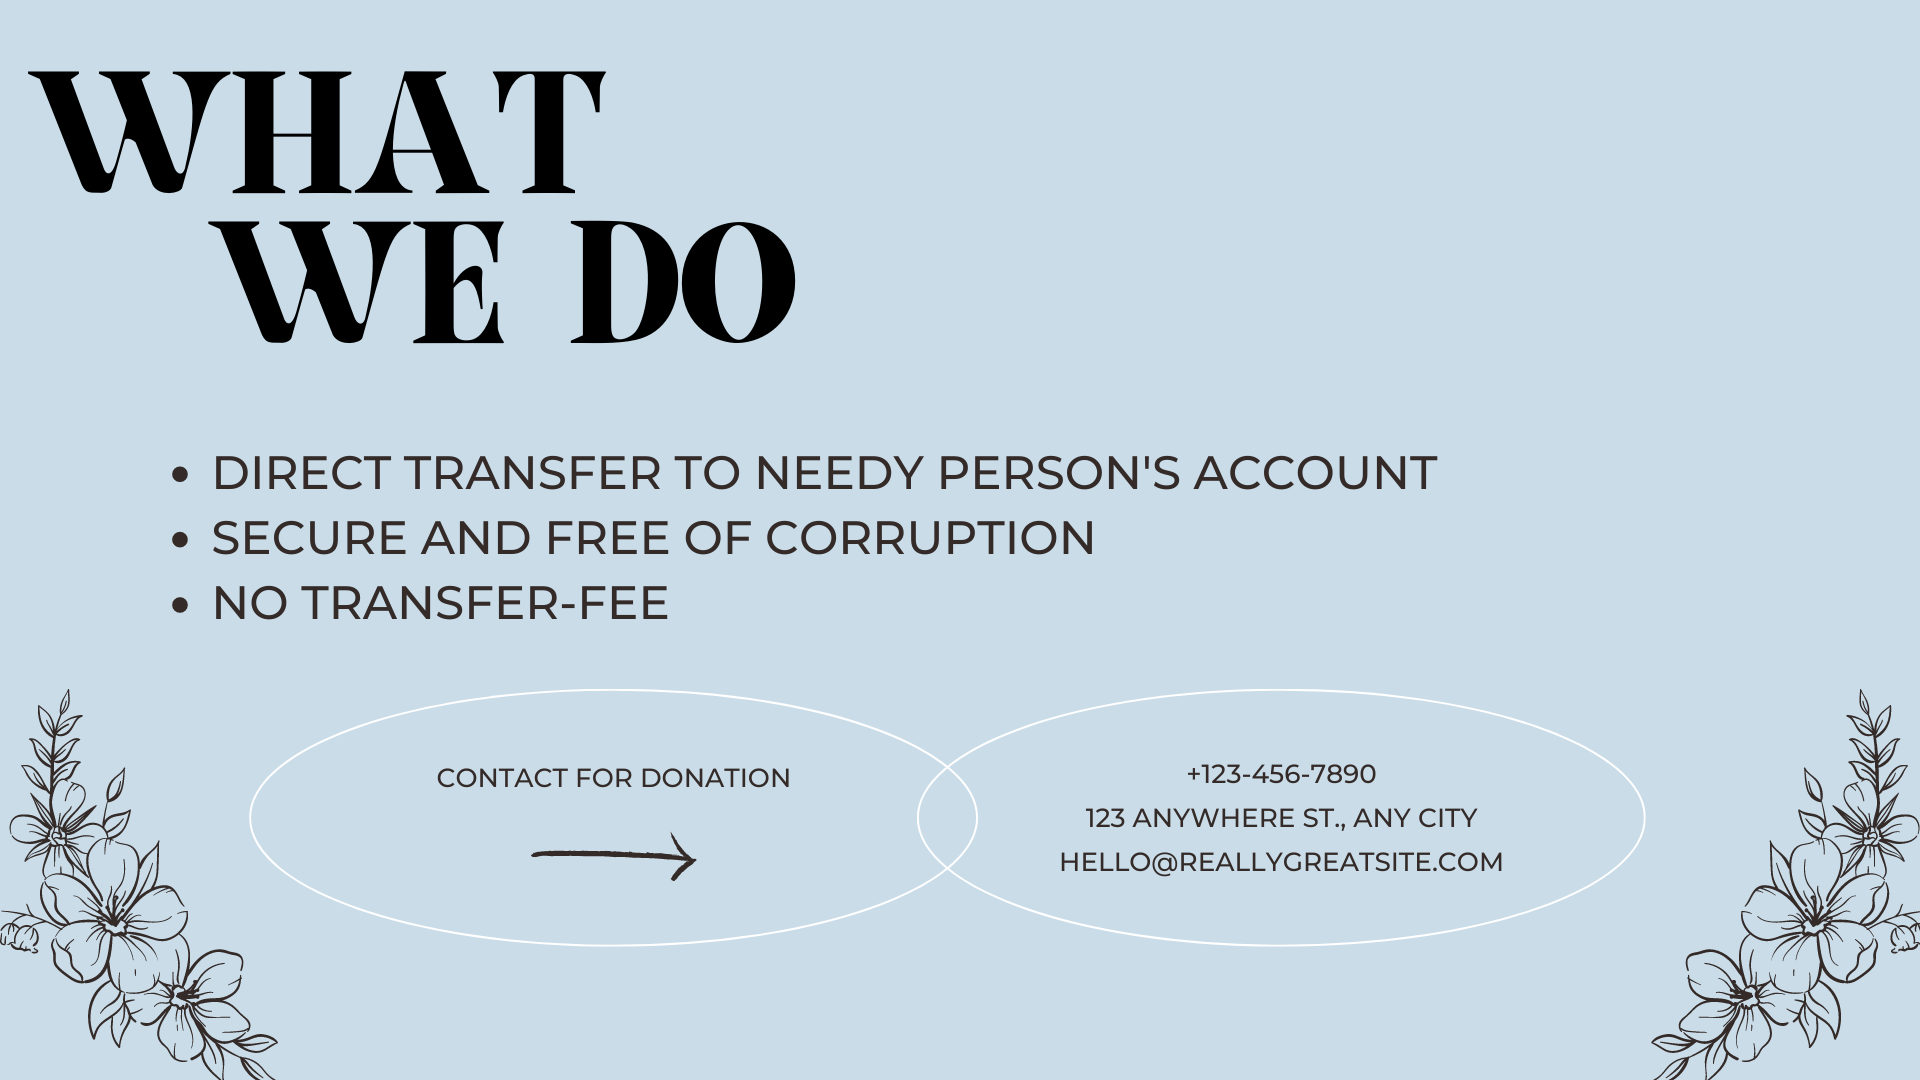 WHAT
WE DO
• DIRECT TRANSFER TO NEEDY PERSON'S ACCOUNT
• SECURE AND FREE OF CORRUPTION
• NO TRANSFER-FEE
CONTACT FOR DONATION
+123-456-7890
123 ANYWHERE ST., ANY CITY
HELLO@REALLYGREATSITE.COM